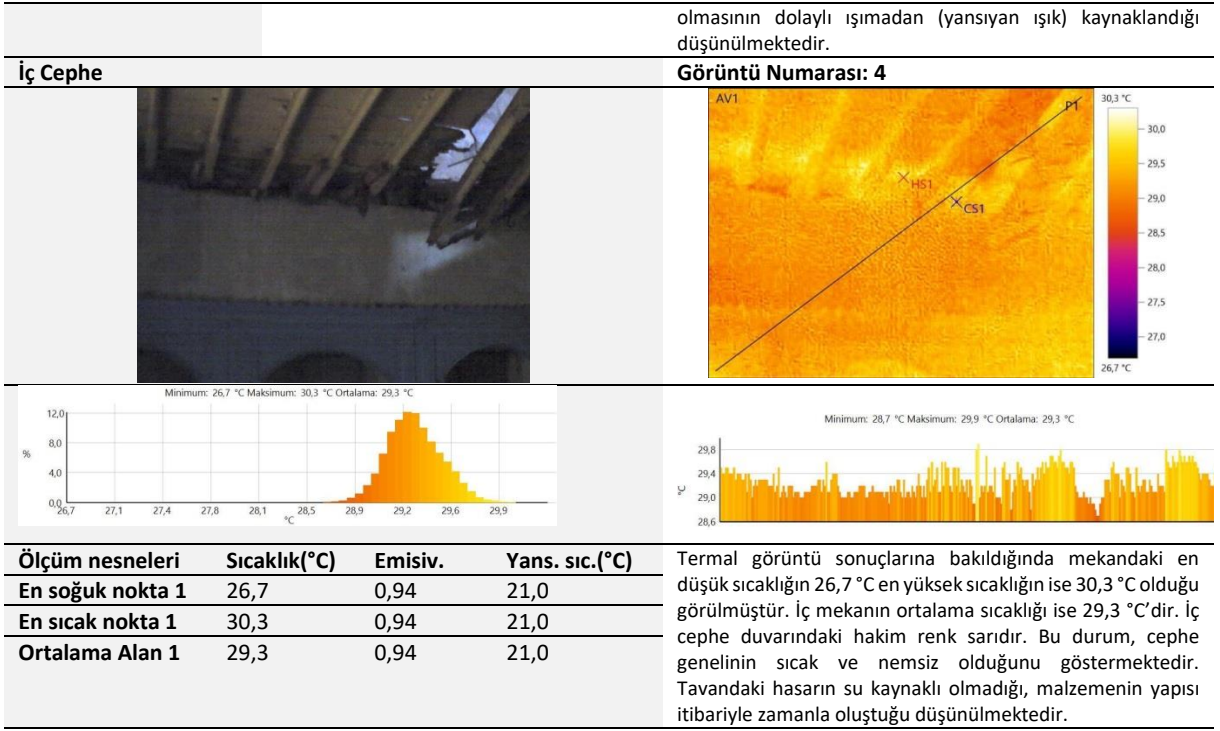 olmasının dolaylı ışımadan (yansıyan ışık) kaynaklandığı
düşünülmektedir.
İç Cephe
Görüntü Numarası: 4
AV1
P1
HS1
CS1
30,3 °C
30,0
29,5
29,0
28,5
28,0
27,5
27,0
26,7 °C
Minimum: 26,7 °C Maksimum: 30,3 °C Ortalama: 29,3 °C
12,0
8,0
4,0
0,0
%
26,7 27,1 27,4 27,8 28,1 28,5 28,9 29,2 29,6 29,9
°C
Minimum: 28,7 °C Maksimum: 29,9 °C Ortalama: 29,3 °C
29,8
29,4
29,0
28,6
°C
Ölçüm nesneleri Sıcaklık(°C) Emisiv. Yans. sıc.(°C)
En soğuk nokta 1 26,7 0,94 21,0
En sıcak nokta 1 30,3 0,94 21,0
Ortalama Alan 1 29,3 0,94 21,0
Termal görüntü sonuçlarına bakıldığında mekandaki en
düşük sıcaklığın 26,7 °C en yüksek sıcaklığın ise 30,3 °C olduğu
görülmüştür. İç mekanın ortalama sıcaklığı ise 29,3 °C’dir. İç
cephe duvarındaki hakim renk sarıdır. Bu durum, cephe
genelinin sıcak ve nemsiz olduğunu göstermektedir.
Tavandaki hasarın su kaynaklı olmadığı, malzemenin yapısı
itibariyle zamanla oluştuğu düşünülmektedir.